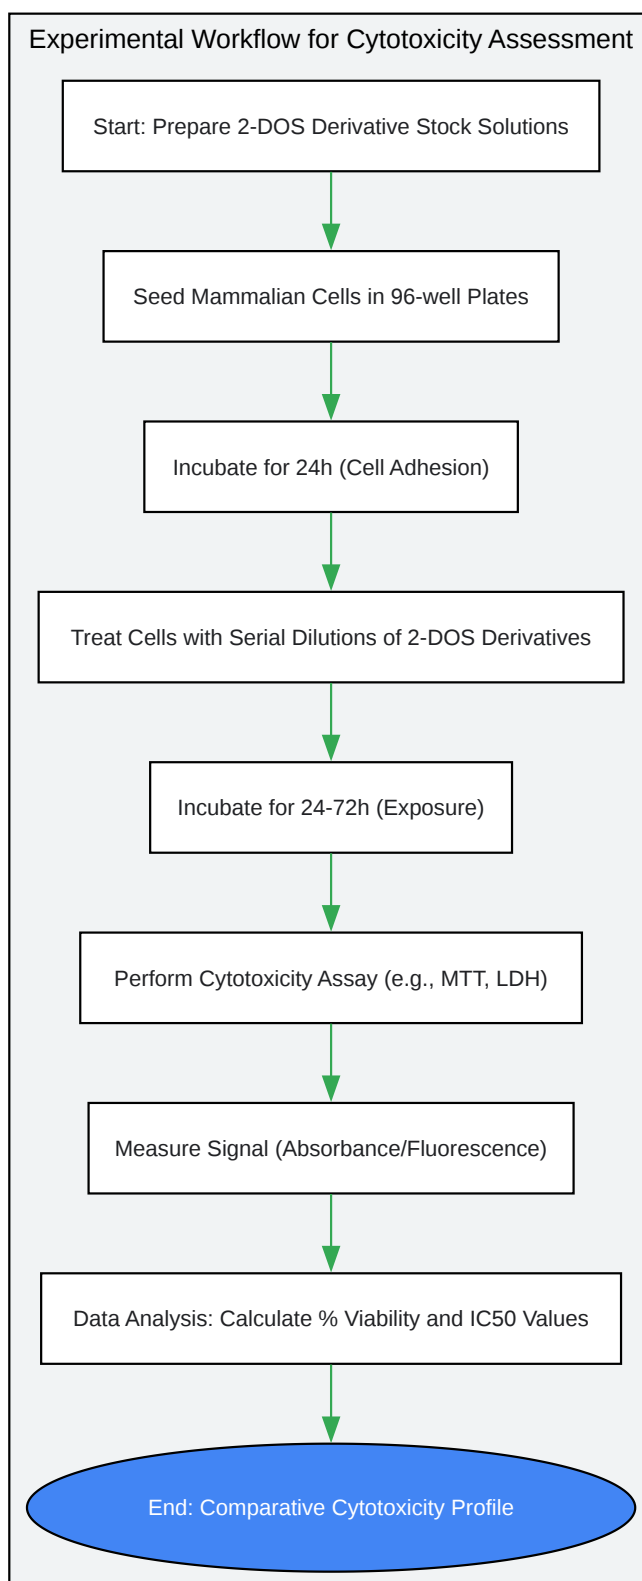 Experimental Workflow for Cytotoxicity Assessment
Start: Prepare 2-DOS Derivative Stock Solutions
Seed Mammalian Cells in 96-well Plates
Incubate for 24h (Cell Adhesion)
Treat Cells with Serial Dilutions of 2-DOS Derivatives
Incubate for 24-72h (Exposure)
Perform Cytotoxicity Assay (e.g., MTT, LDH)
Measure Signal (Absorbance/Fluorescence)
Data Analysis: Calculate % Viability and IC50 Values
End: Comparative Cytotoxicity Profile